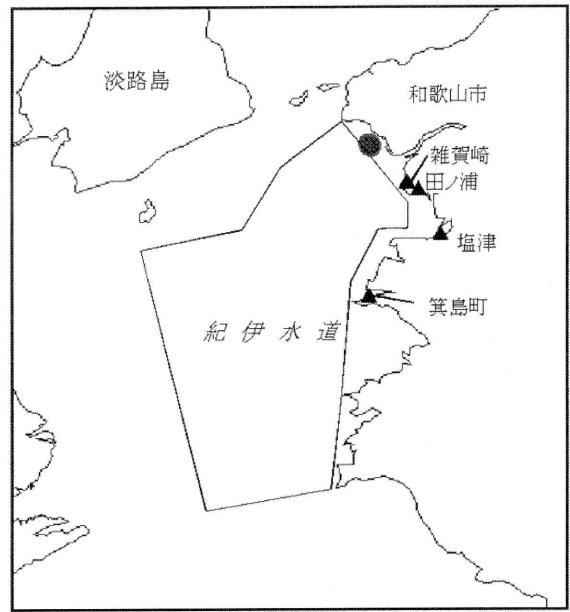 淡路島
和歌山市
雑賀崎
田ノ浦
塩津
箕島町
紀伊水道